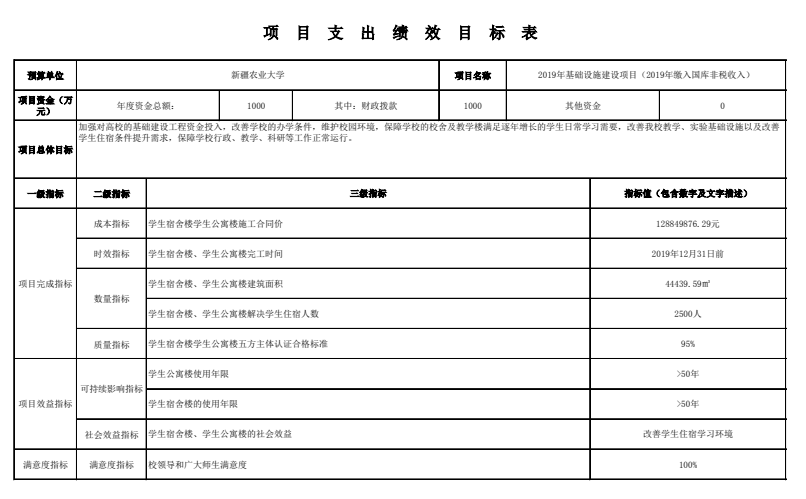 项目支出绩效目标表
预算单位 新疆农业大学 项目名称 2019年基础设施建设项目（2019年缴入国库非税收入）
项目资金（万
元） 年度资金总额： 1000 其中：财政拨款 1000 其他资金 0
项目总体目标 加强对高校的基础建设工程资金投入，改善学校的办学条件，维护校园环境，保障学校的校舍及教学楼满足逐年增长的学生日常学习需要，改善我校教学、实验基础设施以及改善
学生住宿条件提升需求，保障学校行政、教学、科研等工作正常运行。
一级指标 二级指标 三级指标 指标值（包含数字及文字描述）
项目完成指标 成本指标 学生宿舍楼学生公寓楼施工合同价 128849876.29元
时效指标 学生宿舍楼、学生公寓楼完工时间 2019年12月31日前
数量指标 学生宿舍楼、学生公寓楼建筑面积 44439.59㎡
学生宿舍楼、学生公寓楼解决学生住宿人数 2500人
质量指标 学生宿舍楼学生公寓楼五方主体认证合格标准 95%
项目效益指标 可持续影响指标 学生公寓楼使用年限 >50年
学生宿舍楼的使用年限 >50年
社会效益指标 学生宿舍楼、学生公寓楼的社会效益 改善学生住宿学习环境
满意度指标 满意度指标 校领导和广大师生满意度 100%